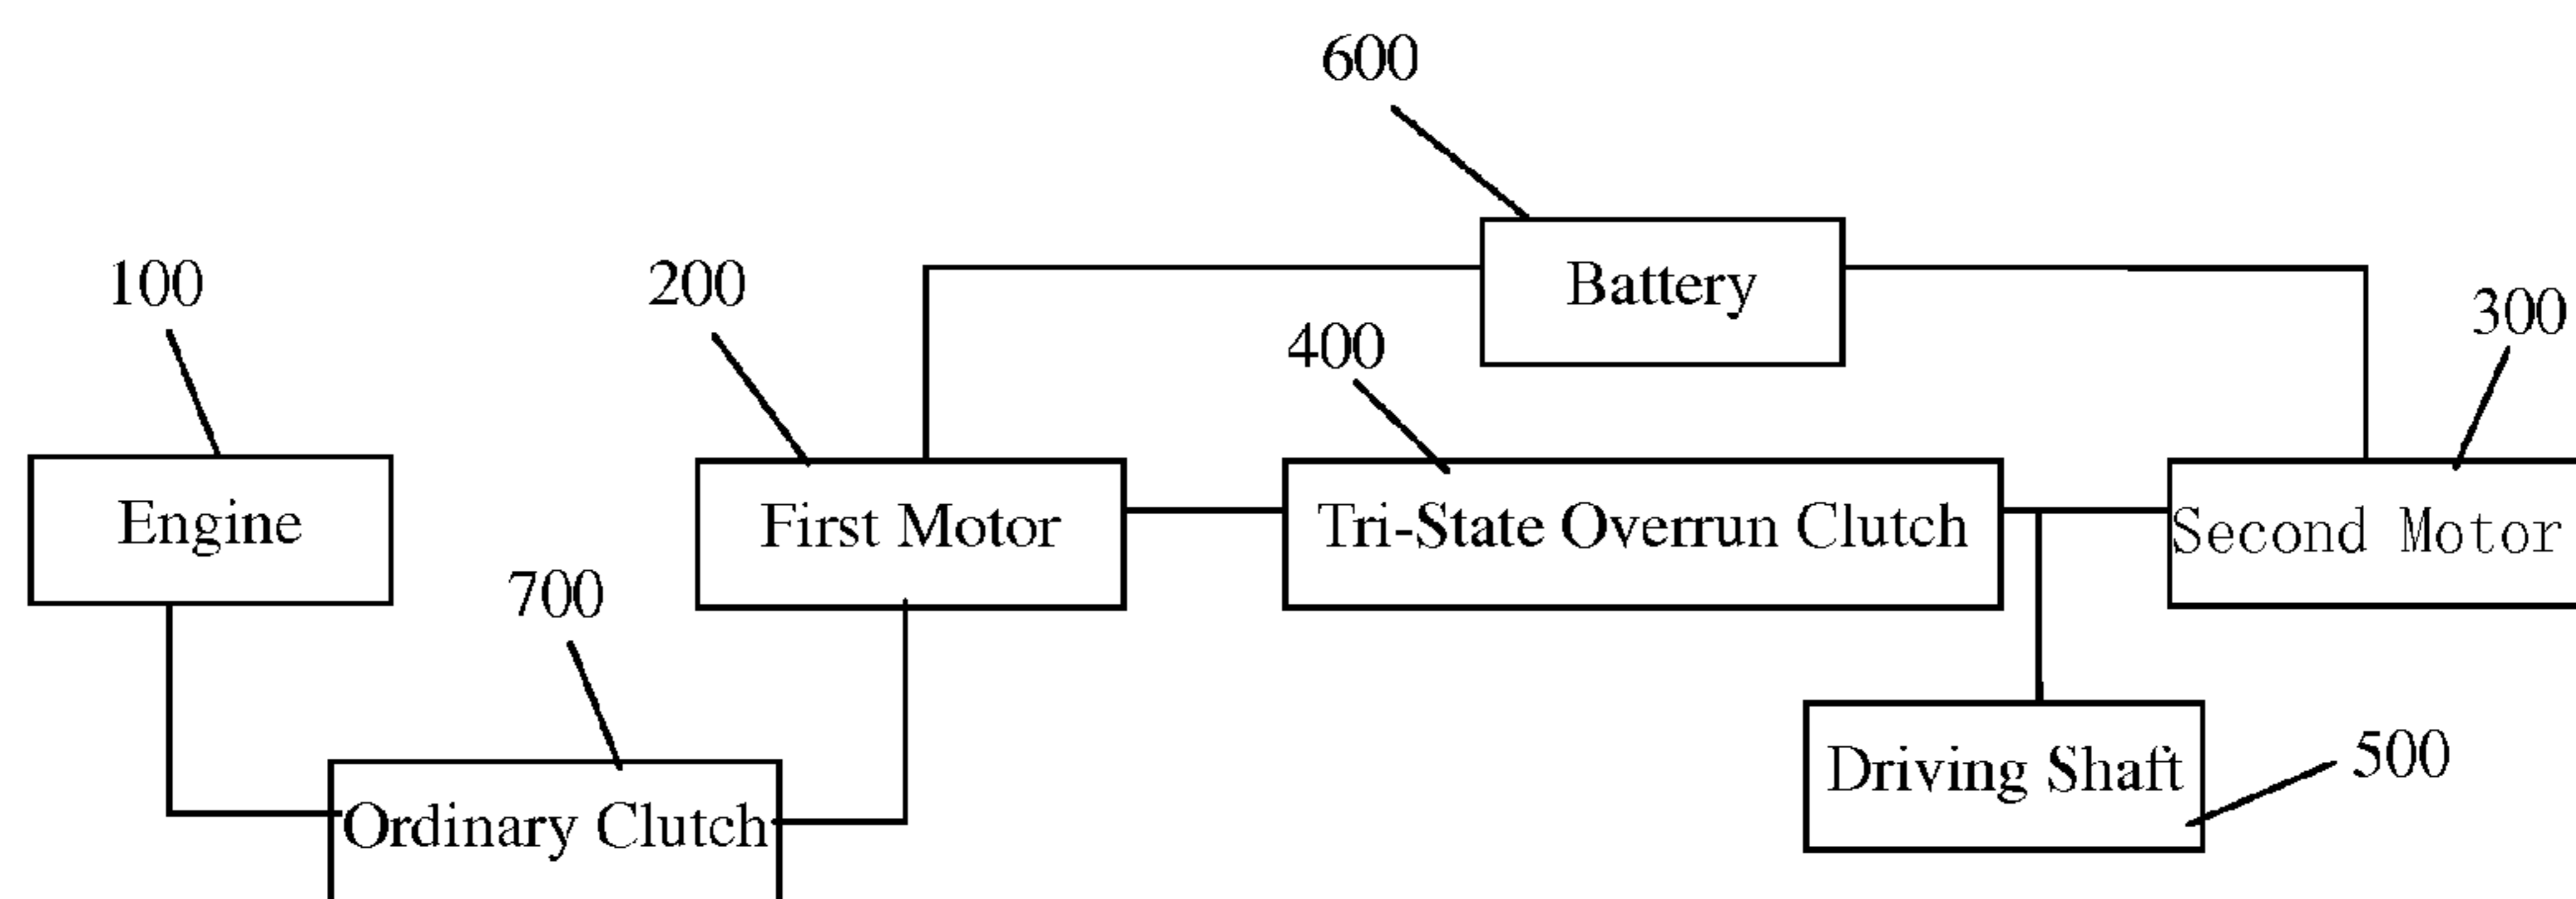 600
100
200
300
Battery
400
Engine
First Motor
Tri-State Overrun Clutch
Second Motor
700
Driving Shaft
500
Ordinary Clutch